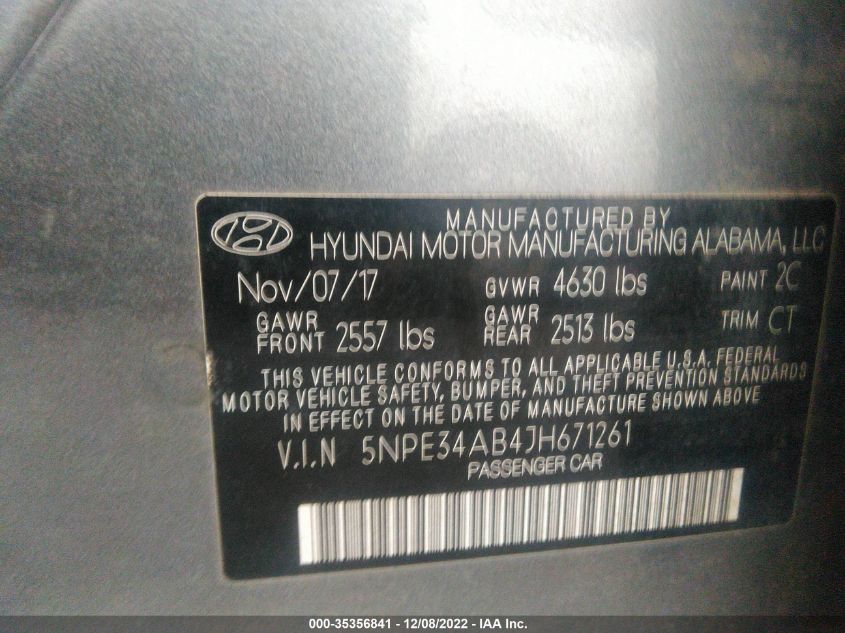 MANUFACTURED BY
HYUNDAI MOTOR MANUFACTURING ALABAMA, LLC
Nov/07/17 GVWR 4630 lbs PAINT 2C
GAWR FRONT 2557 lbs GAWR REAR 2513 lbs TRIM CT
THIS VEHICLE CONFORMS TO ALL APPLICABLE U.S.A. FEDERAL
MOTOR VEHICLE SAFETY, BUMPER, AND THEFT PREVENTION STANDARDS
IN EFFECT ON THE DATE OF MANUFACTURE SHOWN ABOVE
V.I.N 5NPE34AB4JH671261
PASSENGER CAR
000-35356841 - 12/08/2022 - IAA Inc.